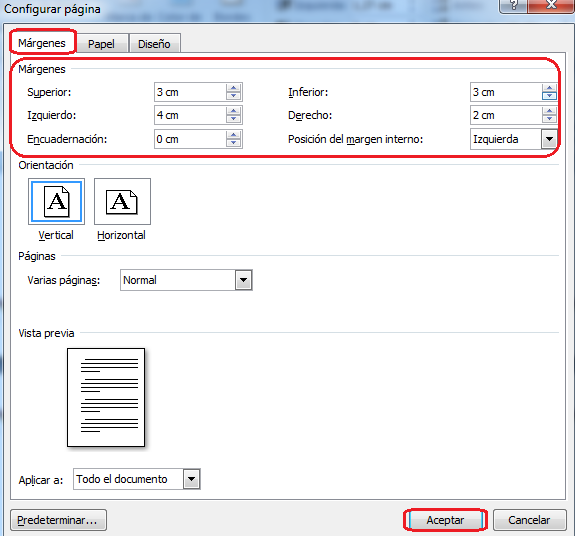 Configurar página
Márgenes Papel Diseño
Márgenes
Superior: 3 cm Inferior: 3 cm
Izquierdo: 4 cm Derecho: 2 cm
Encuadernación: 0 cm Posición del margen interno: Izquierda
Orientación
A A
Vertical Horizontal
Páginas
Varias páginas: Normal
Vista previa
Aplicar a: Todo el documento
Predeterminar... Aceptar Cancelar